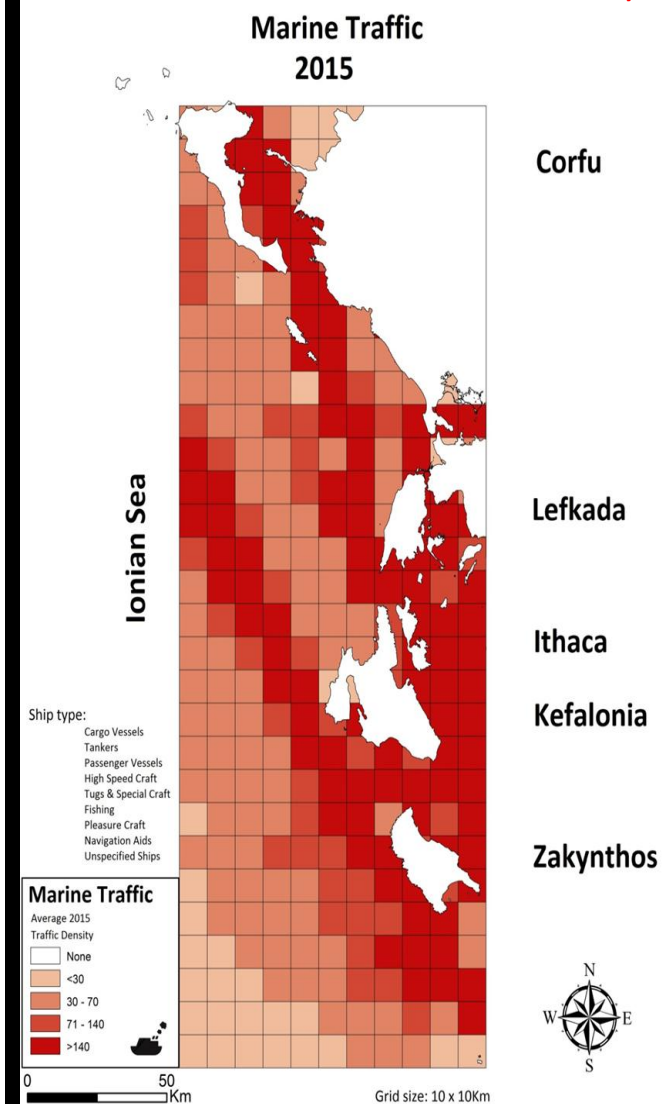 Marine Traffic
2015
Corfu
Ionian Sea
Lefkada
Ithaca
Kefalonia
Zakynthos
Ship type:
Cargo Vessels
Tankers
Passenger Vessels
High Speed Craft
Tugs & Special Craft
Fishing
Pleasure Craft
Navigation Aids
Unspecified Ships
Marine Traffic
Average 2015
Traffic Density
None
<30
30 - 70
71 - 140
>140
N
W E
S
0 50
Km
Grid size: 10 x 10Km